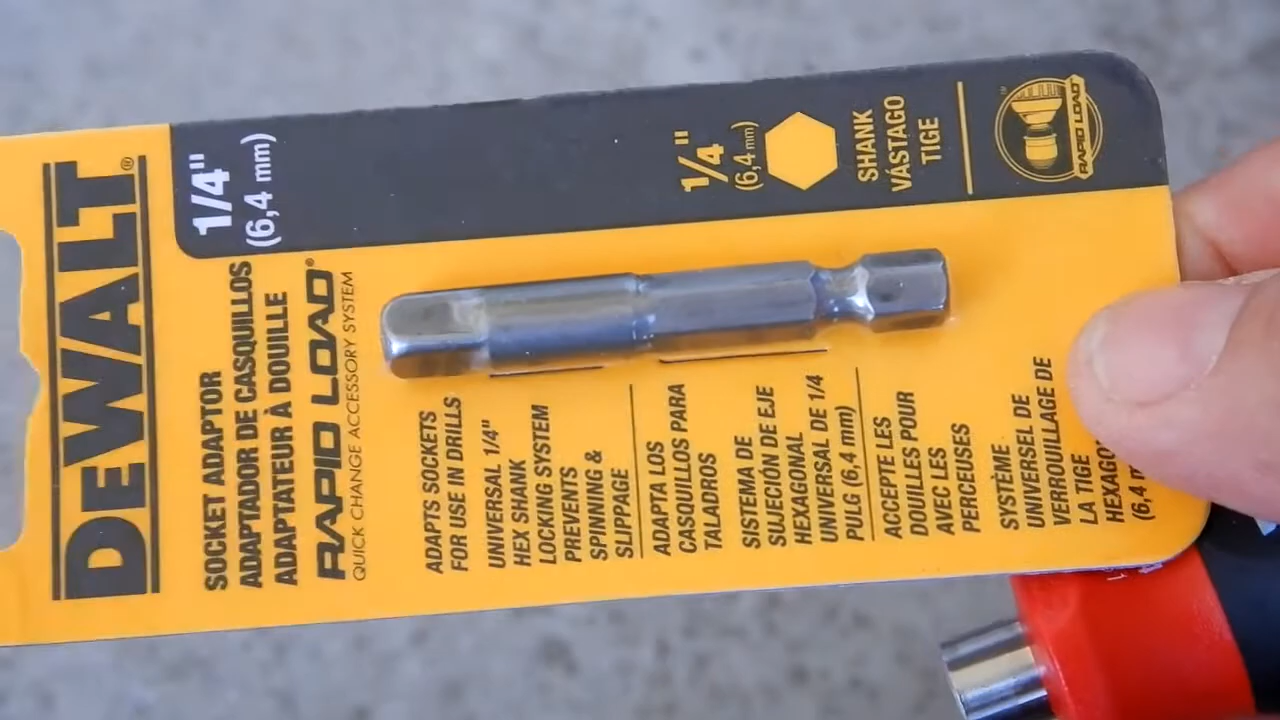 DEWALT®
1/4"
(6,4 mm)
SOCKET ADAPTOR
ADAPTADOR DE CASQUILLOS
ADAPTATEUR À DOUILLE
RAPID LOAD®
QUICK CHANGE ACCESSORY SYSTEM
1/4"
(6,4 mm)
SHANK
VÁSTAGO
TIGE
RAPID LOAD
TM
ADAPTS SOCKETS
FOR USE IN DRILLS
UNIVERSAL 1/4"
HEX SHANK
LOCKING SYSTEM
PREVENTS
SPINNING &
SLIPPAGE
ADAPTA LOS
CASQUILLOS PARA
TALADROS
SISTEMA DE
SUJECIÓN DE EJE
HEXAGONAL
UNIVERSAL DE 1/4
PULG (6,4 mm)
ACCEPTE LES
DOUILLES POUR
AVEC LES
PERCEUSES
SYSTÈME
UNIVERSEL DE
VERROUILLAGE DE
LA TIGE